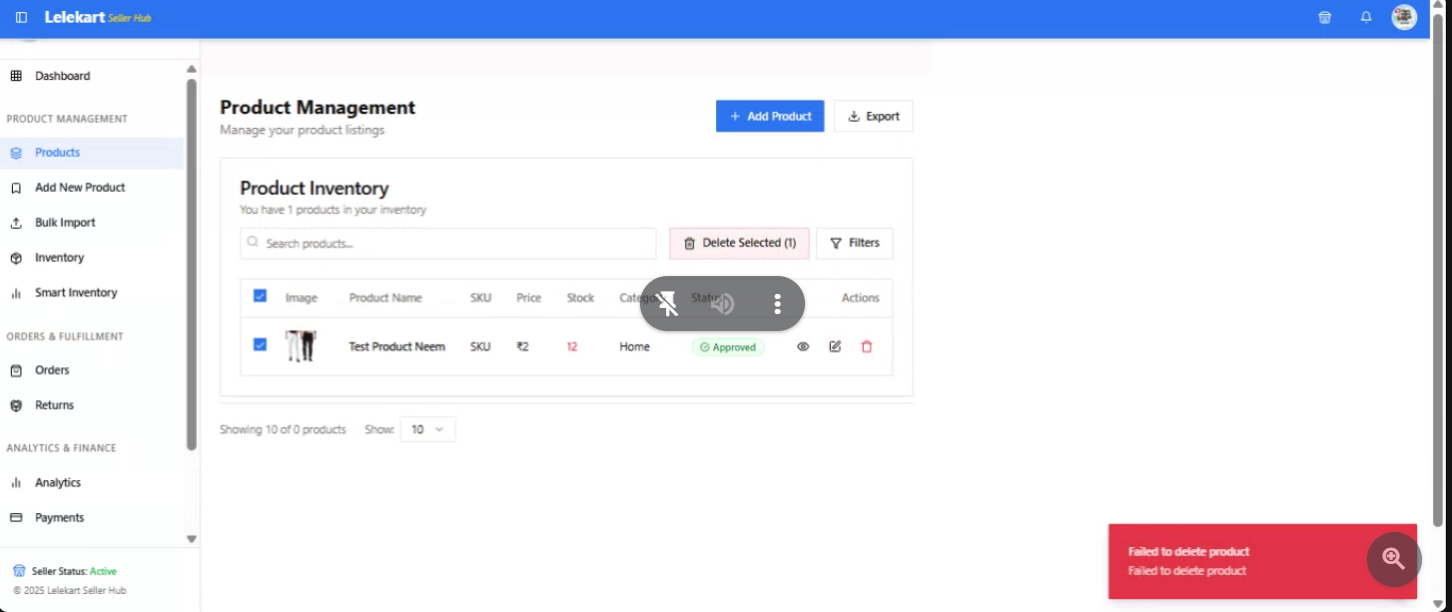 Lelekart Seller Hub
Dashboard
PRODUCT MANAGEMENT
Products
Add New Product
Bulk Import
Inventory
Smart Inventory
ORDERS & FULFILLMENT
Orders
Returns
ANALYTICS & FINANCE
Analytics
Payments
Seller Status: Active
© 2025 Lelekart Seller Hub
Product Management
Manage your product listings
+ Add Product
Export
Product Inventory
You have 1 products in your inventory
Search products...
Delete Selected (1)
Filters
Image Product Name SKU Price Stock Actions
Test Product Neem SKU ₹2 12 Home Approved
Showing 10 of 0 products Show: 10
Failed to delete product
Failed to delete product